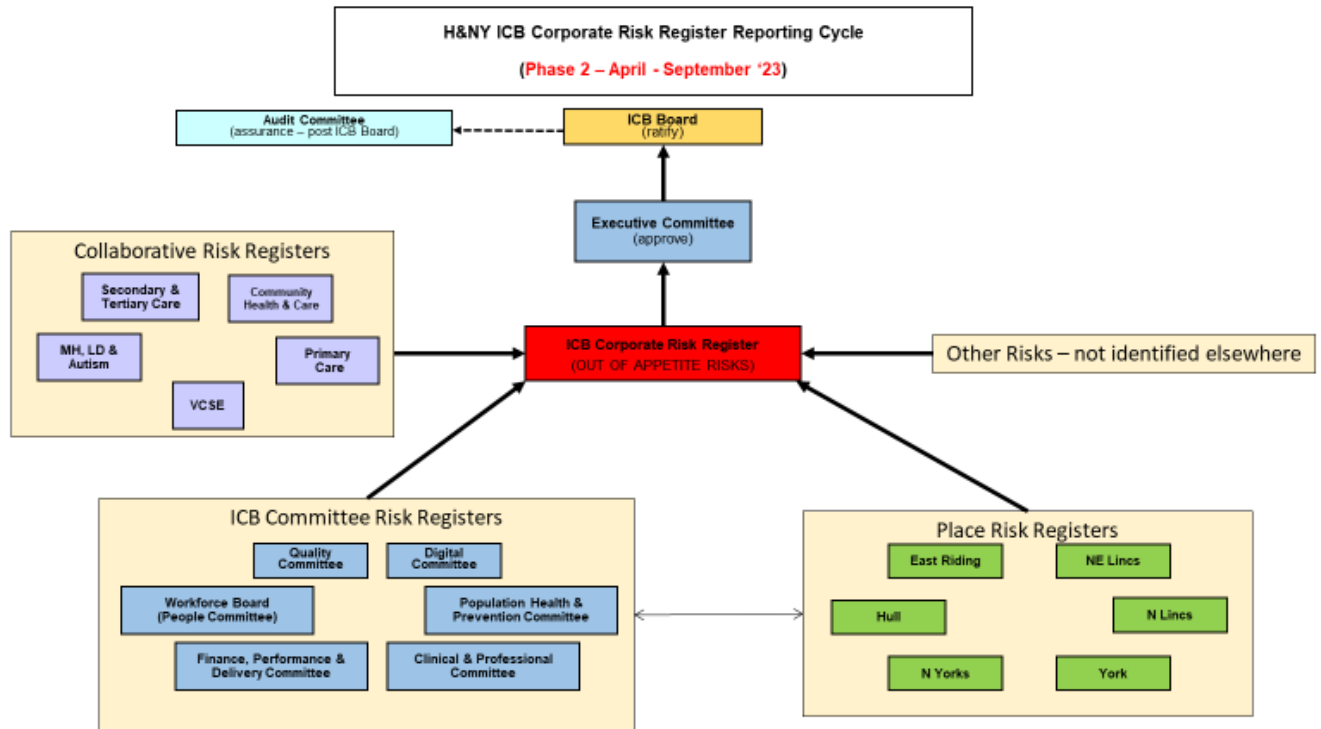 H&NY ICB Corporate Risk Register Reporting Cycle
(Phase 2 – April - September ‘23)
Audit Committee
(assurance – post ICB Board)
ICB Board
(ratify)
Executive Committee
(approve)
Collaborative Risk Registers
Secondary &
Tertiary Care
Community
Health & Care
MH, LD &
Autism
Primary
Care
VCSE
ICB Corporate Risk Register
(OUT OF APPETITE RISKS)
Other Risks – not identified elsewhere
ICB Committee Risk Registers
Quality
Committee
Digital
Committee
Workforce Board
(People Committee)
Population Health &
Prevention Committee
Finance, Performance &
Delivery Committee
Clinical & Professional
Committee
Place Risk Registers
East Riding
NE Lincs
Hull
N Lincs
N Yorks
York